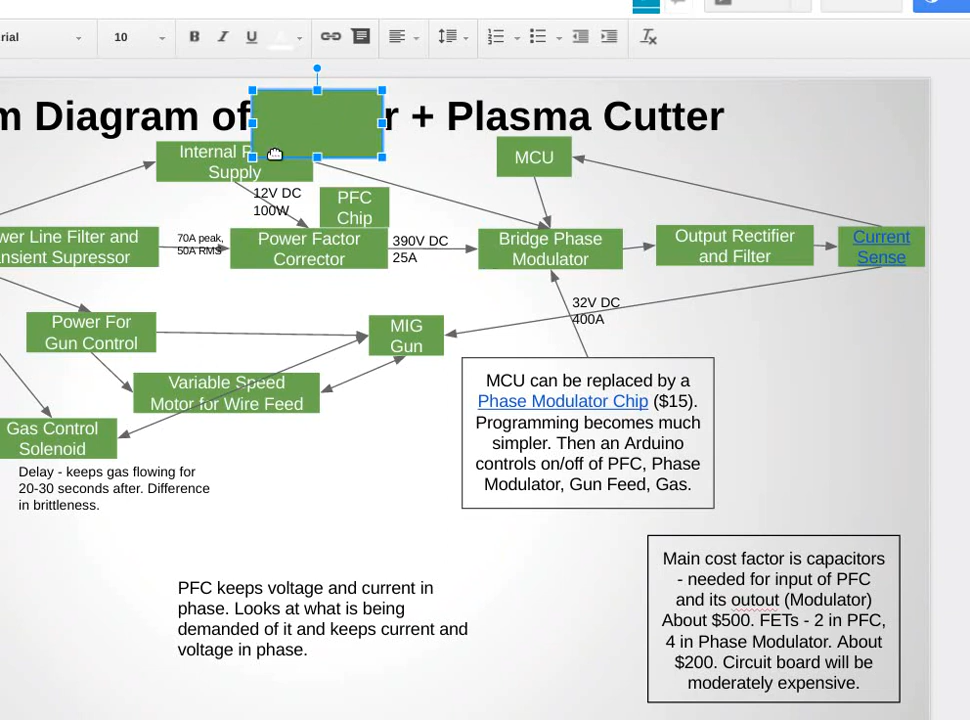 rial
10
B I U
m Diagram of r + Plasma Cutter
Internal
Supply
MCU
12V DC
100W
PFC
Chip
wer Line Filter and
ansient Supressor
70A peak,
50A RMS
Power Factor
Corrector
390V DC
25A
Bridge Phase
Modulator
Output Rectifier
and Filter
Current
Sense
32V DC
400A
Power For
Gun Control
MIG
Gun
Variable Speed
Motor for Wire Feed
Gas Control
Solenoid
Delay - keeps gas flowing for
20-30 seconds after. Difference
in brittleness.
MCU can be replaced by a
Phase Modulator Chip ($15).
Programming becomes much
simpler. Then an Arduino
controls on/off of PFC, Phase
Modulator, Gun Feed, Gas.
PFC keeps voltage and current in
phase. Looks at what is being
demanded of it and keeps current and
voltage in phase.
Main cost factor is capacitors
- needed for input of PFC
and its outout (Modulator)
About $500. FETs - 2 in PFC,
4 in Phase Modulator. About
$200. Circuit board will be
moderately expensive.